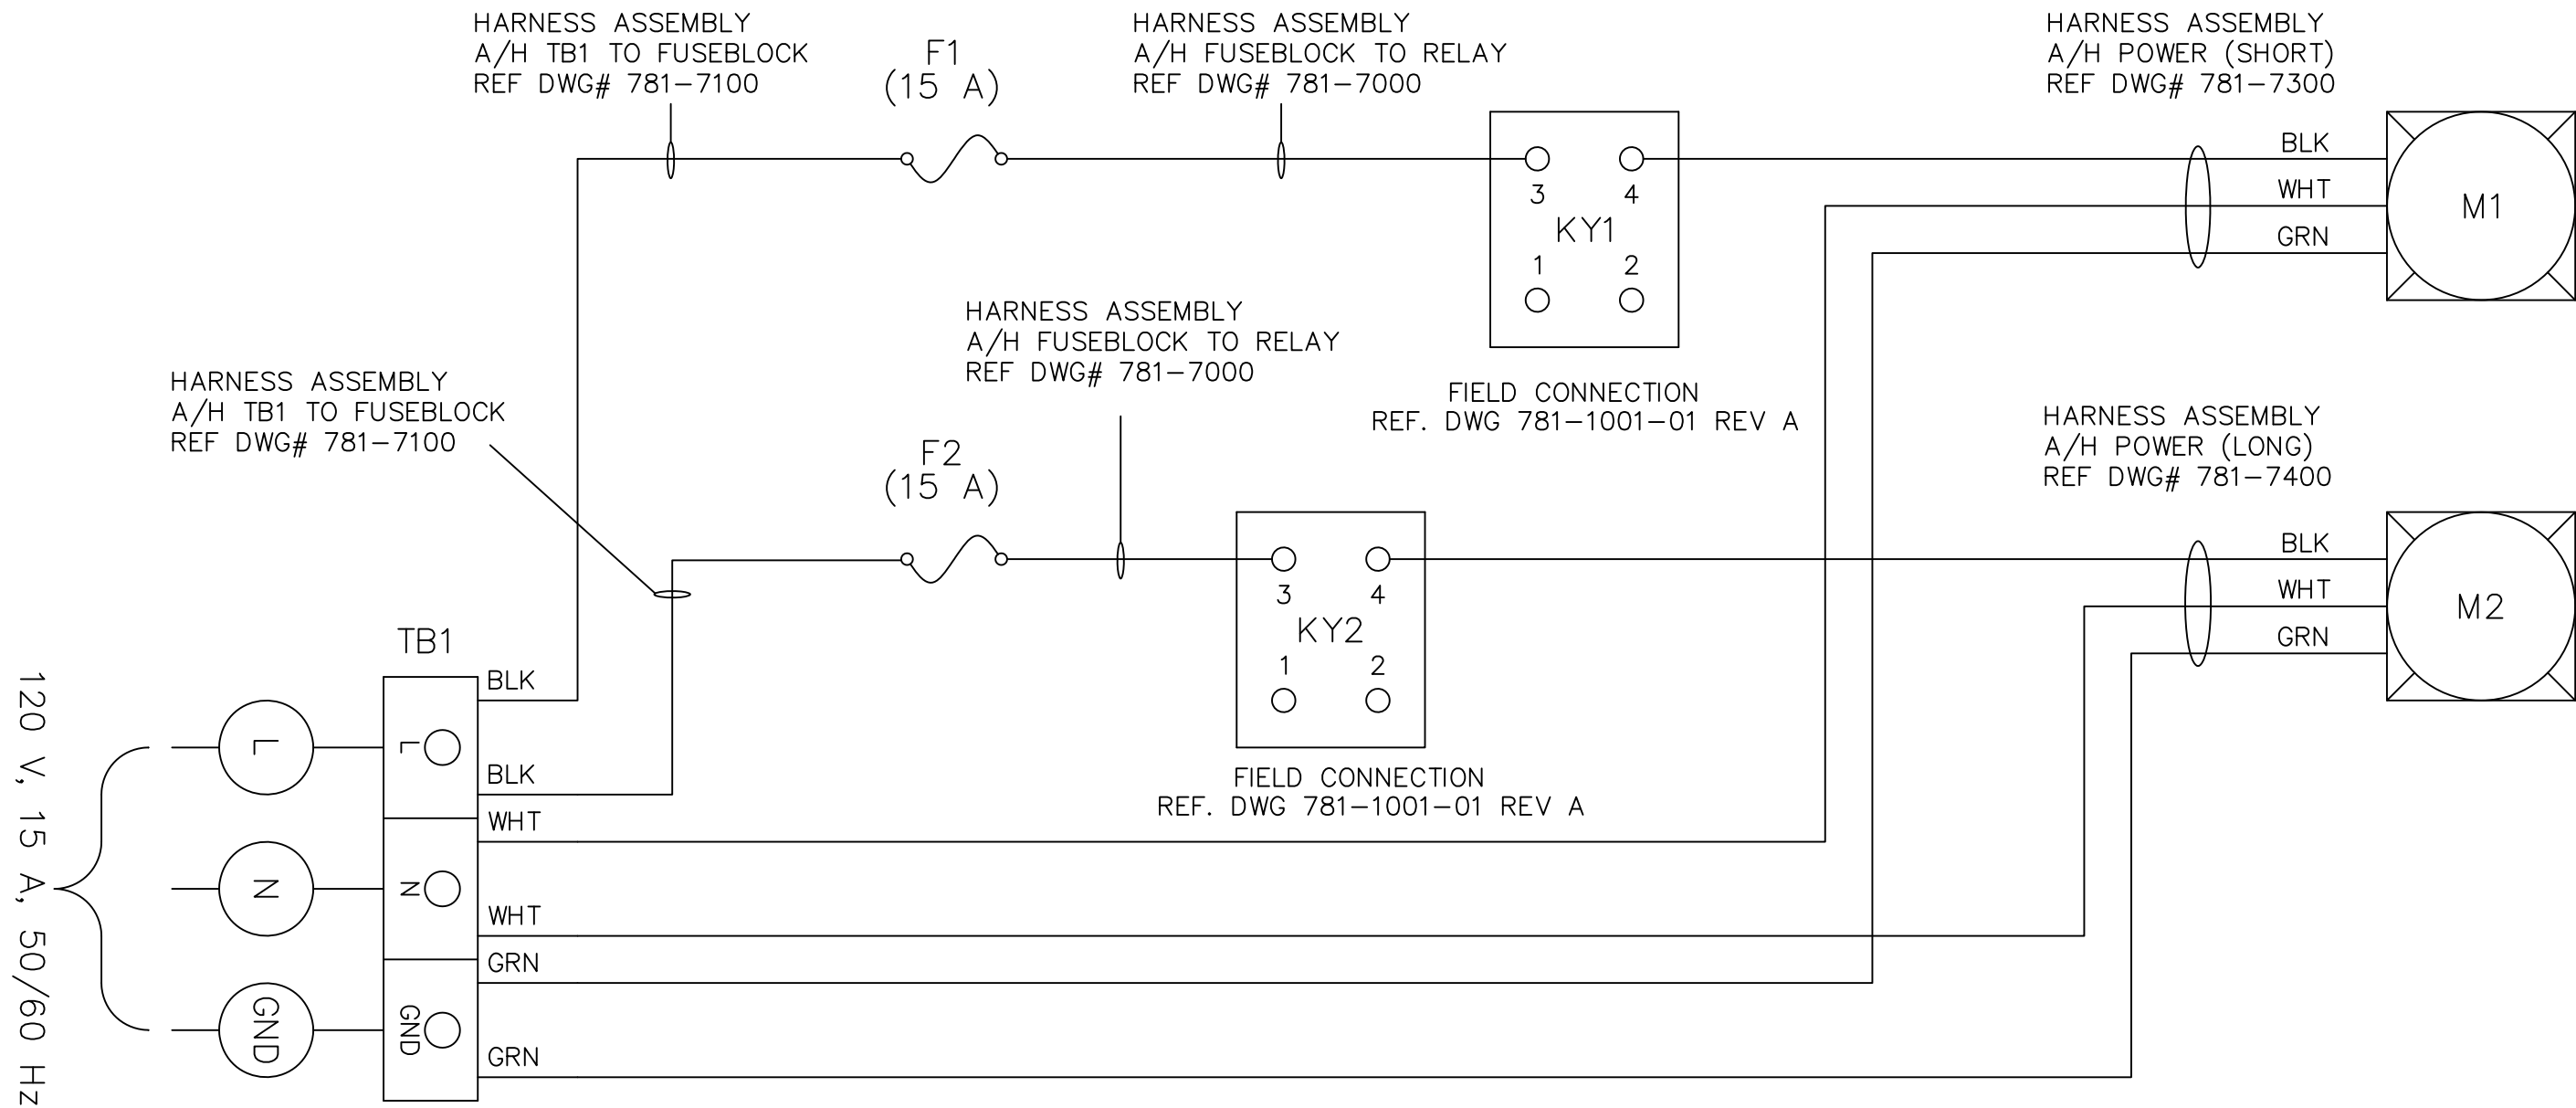 HARNESS ASSEMBLY
A/H TB1 TO FUSEBLOCK
REF DWG# 781-7100
F1
(15 A)
HARNESS ASSEMBLY
A/H FUSEBLOCK TO RELAY
REF DWG# 781-7000
HARNESS ASSEMBLY
A/H POWER (SHORT)
REF DWG# 781-7300
3
4
KY1
1
2
BLK
WHT
GRN
M1
FIELD CONNECTION
REF. DWG 781-1001-01 REV A
HARNESS ASSEMBLY
A/H FUSEBLOCK TO RELAY
REF DWG# 781-7000
HARNESS ASSEMBLY
A/H TB1 TO FUSEBLOCK
REF DWG# 781-7100
F2
(15 A)
HARNESS ASSEMBLY
A/H POWER (LONG)
REF DWG# 781-7400
3
4
KY2
1
2
BLK
WHT
GRN
M2
FIELD CONNECTION
REF. DWG 781-1001-01 REV A
TB1
120 V, 15 A, 50/60 Hz
L
L
BLK
BLK
N
N
WHT
WHT
GND
GND
GRN
GRN